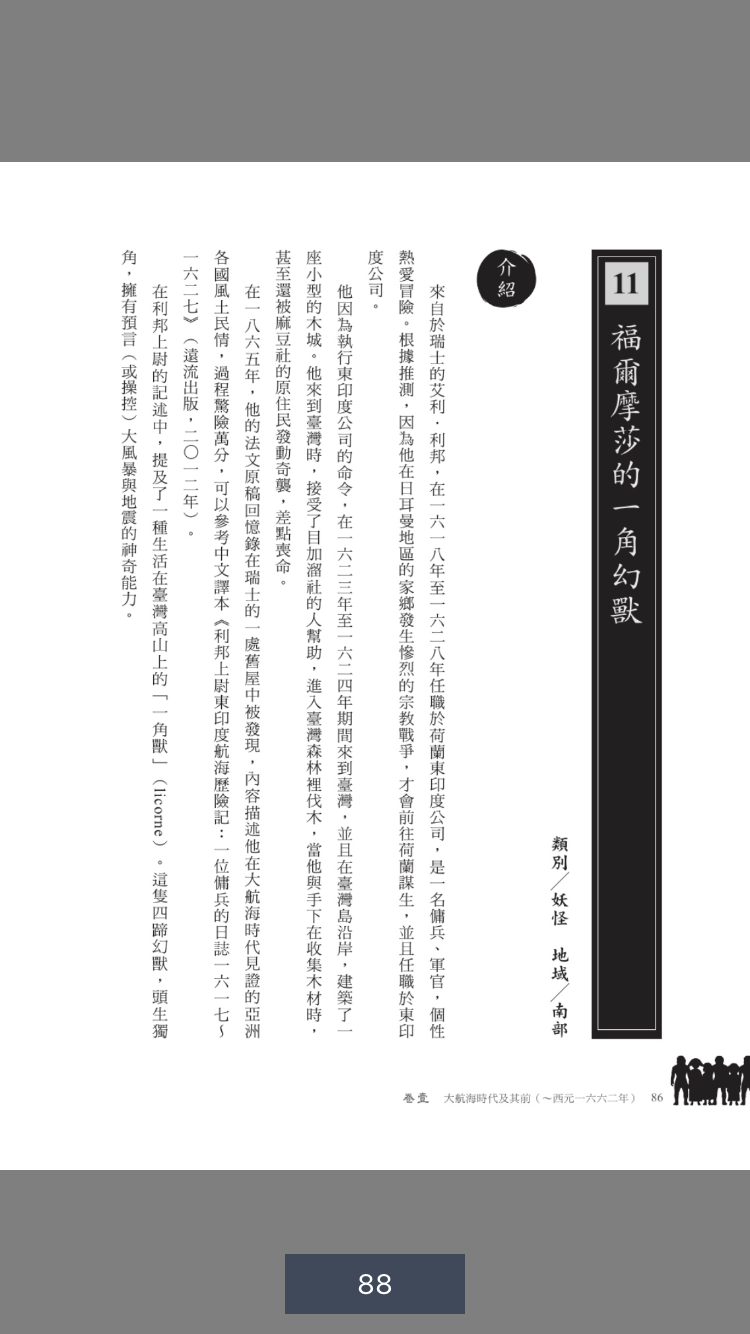 11 福爾摩莎的一角幻獸
類別／妖怪　地域／南部
介紹
來自於瑞士的艾利．利邦，在一六一八年至一六二八年任職於荷蘭東印度公司，是一名傭兵、軍官，個性
熱愛冒險。根據推測，因為他在日耳曼地區的家鄉發生慘烈的宗教戰爭，才會前往荷蘭謀生，並且任職於東印
度公司。
他因為執行東印度公司的命令，在一六二三年至一六二四年期間來到臺灣，並且在臺灣島沿岸，建築了一
座小型的木城。他來到臺灣時，接受了目加溜社的人幫助，進入臺灣森林裡伐木，當他與手下在收集木材時，
甚至還被麻豆社的原住民發動奇襲，差點喪命。
在一八六五年，他的法文原稿回憶錄在瑞士的一處舊屋中被發現，內容描述他在大航海時代見證的亞洲
各國風土民情，過程驚險萬分，可以參考中文譯本《利邦上尉東印度航海歷險記：一位傭兵的日誌一六一七～
一六二七》（遠流出版，二〇一二年）。
在利邦上尉的記述中，提及了一種生活在臺灣高山上的「一角獸」（licorne）。這隻四蹄幻獸，頭生獨
角，擁有預言（或操控）大風暴與地震的神奇能力。
卷壹　大航海時代及其前（～西元一六六二年）　86
88